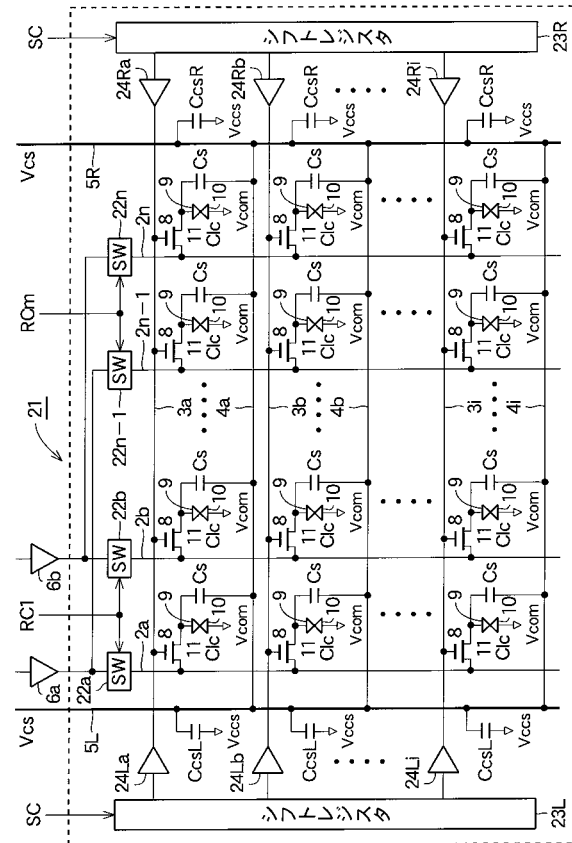 21
Vcs
6a
RC1
6b
RCm
Vcs
SC
22a
SW
SW
22b
22n−1
SW
SW
22n
SC
5L
2a
2b
2n−1
2n
5R
シフトレジスタ
23L
24La
CcsL
Vccs
8
9
11
10
Clc
Cs
Vcom
8
9
11
10
Clc
Cs
Vcom
3a
4a
8
9
11
10
Clc
Cs
Vcom
8
9
11
10
Clc
Cs
Vcom
CcsR
Vccs
24Ra
24Lb
CcsL
Vccs
8
9
11
10
Clc
Cs
Vcom
8
9
11
10
Clc
Cs
Vcom
3b
4b
8
9
11
10
Clc
Cs
Vcom
8
9
11
10
Clc
Cs
Vcom
CcsR
Vccs
24Rb
24Li
CcsL
Vccs
8
9
11
10
Clc
Cs
Vcom
8
9
11
10
Clc
Cs
Vcom
3i
4i
8
9
11
10
Clc
Cs
Vcom
8
9
11
10
Clc
Cs
Vcom
CcsR
Vccs
24Ri
シフトレジスタ
23R